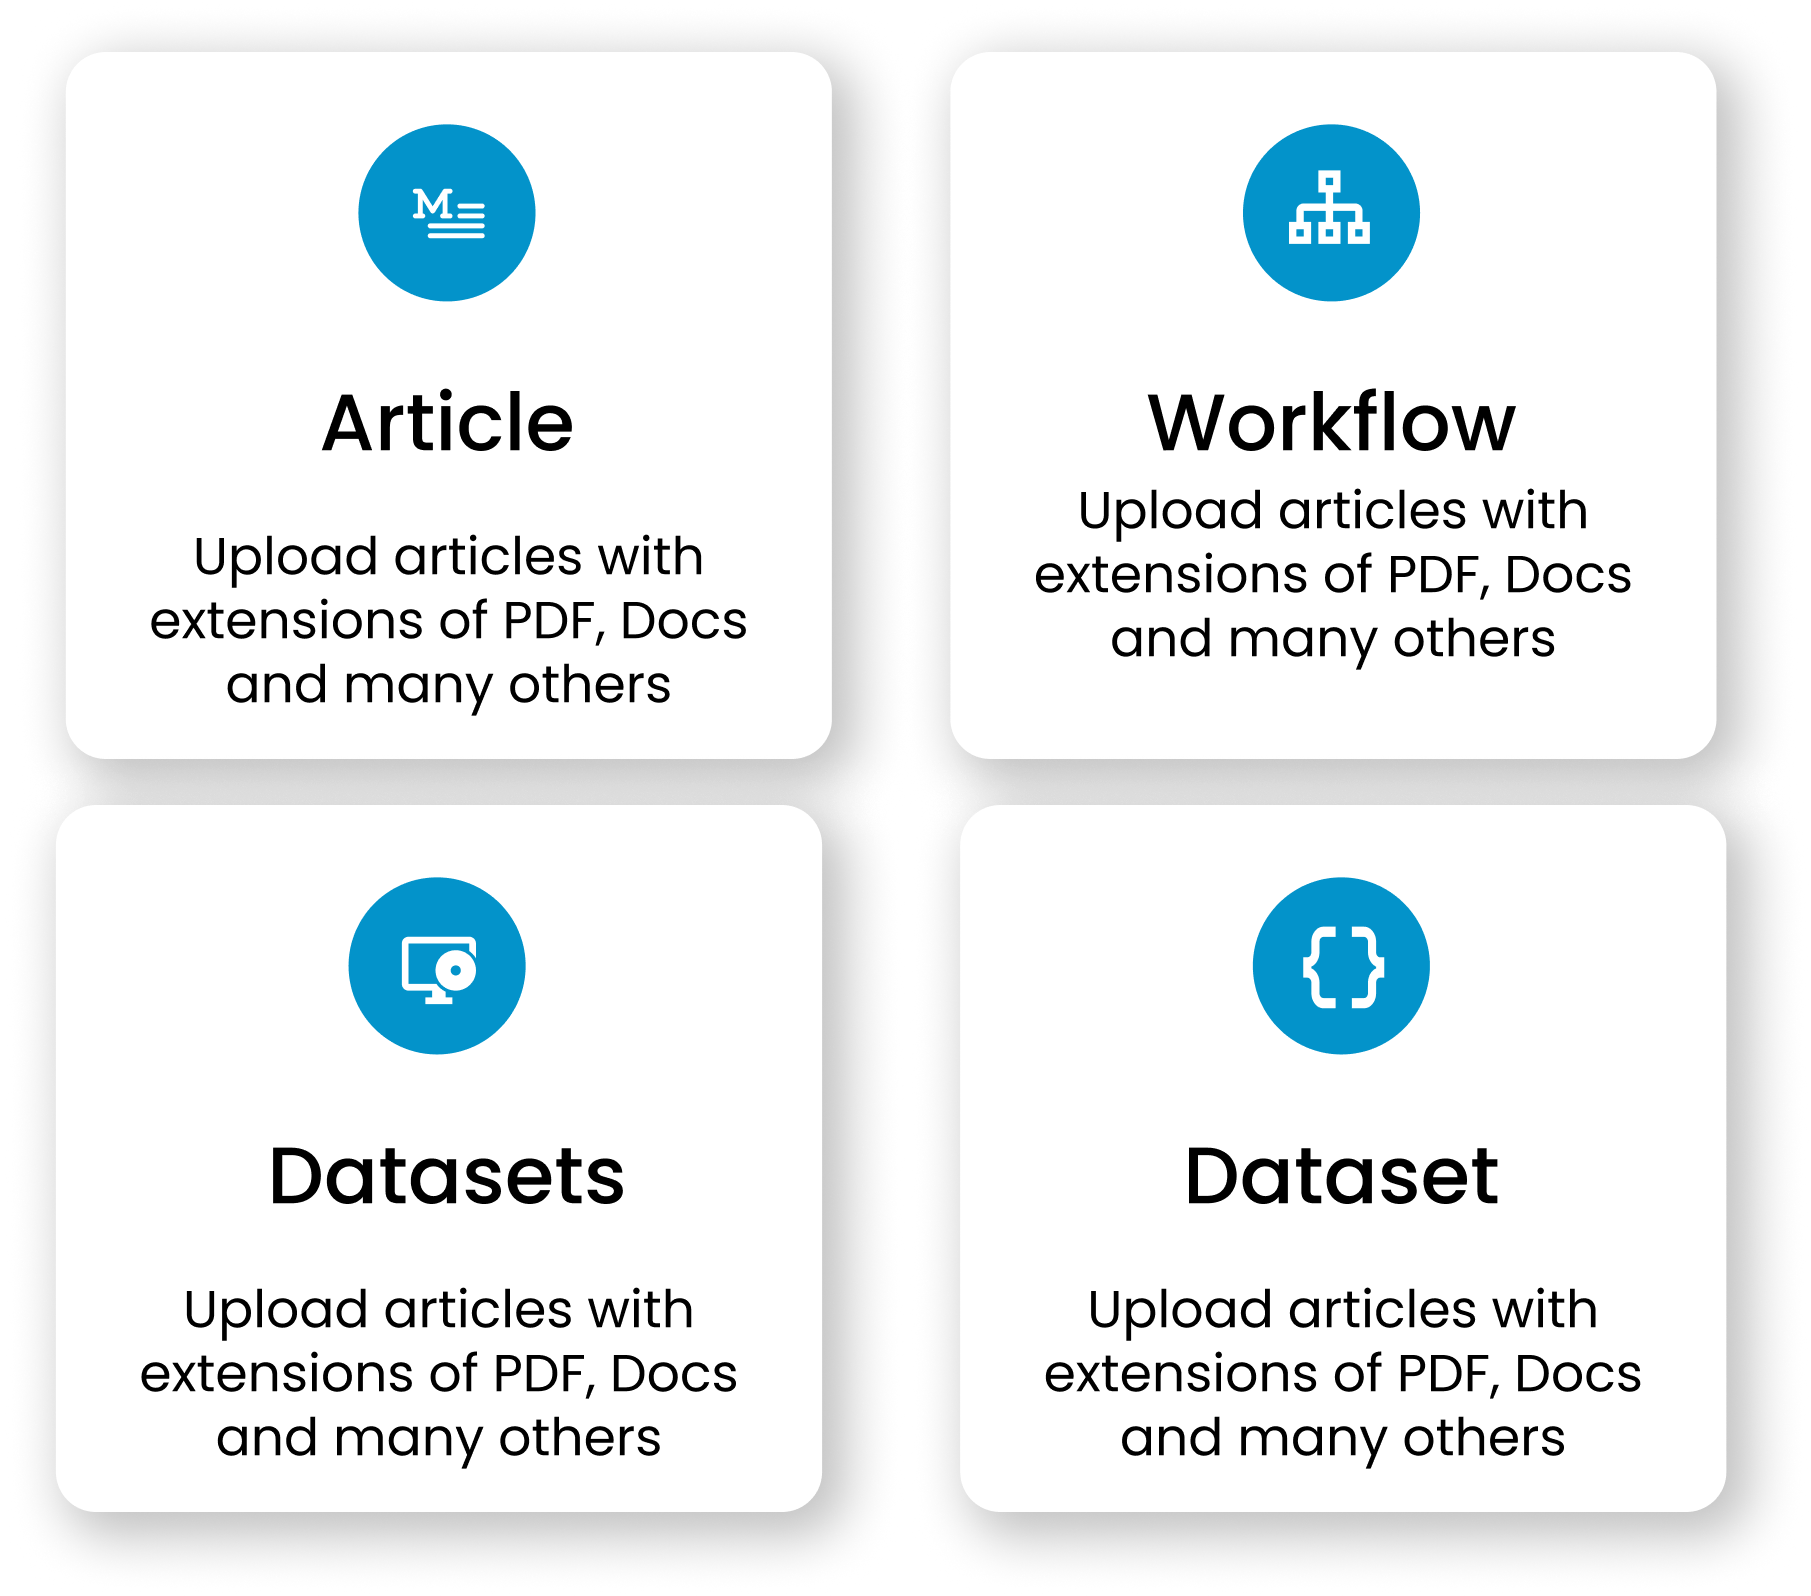 Article
Upload articles with
extensions of PDF, Docs
and many others
Workflow
Upload articles with
extensions of PDF, Docs
and many others
Datasets
Upload articles with
extensions of PDF, Docs
and many others
Dataset
Upload articles with
extensions of PDF, Docs
and many others